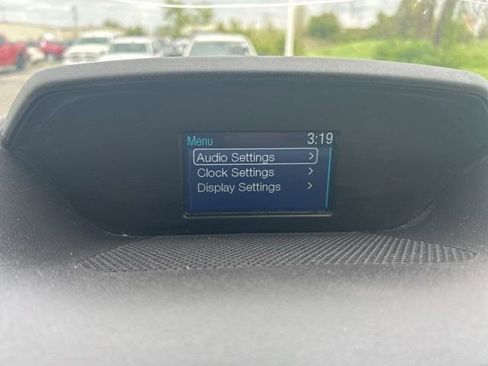 Menu 3:19
Audio Settings >
Clock Settings >
Display Settings >